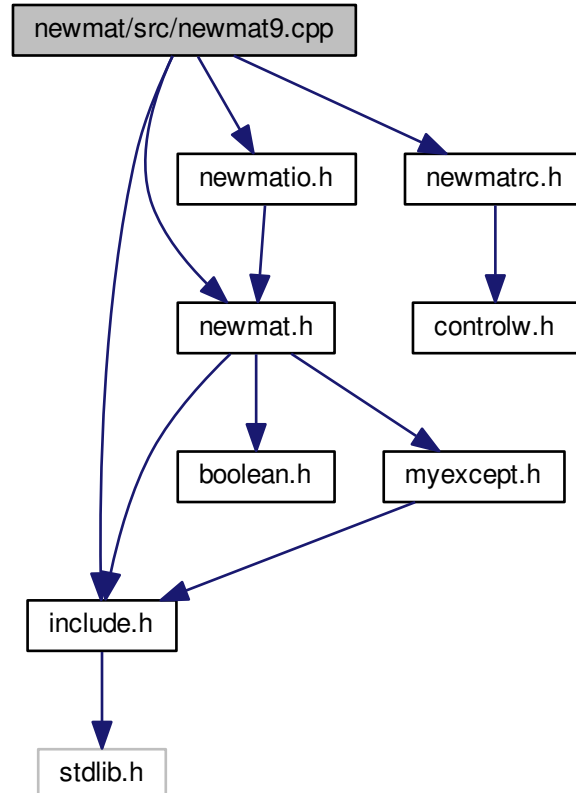 newmat/src/newmat9.cpp
newmatio.h
newmatrc.h
newmat.h
controlw.h
boolean.h
myexcept.h
include.h
stdlib.h